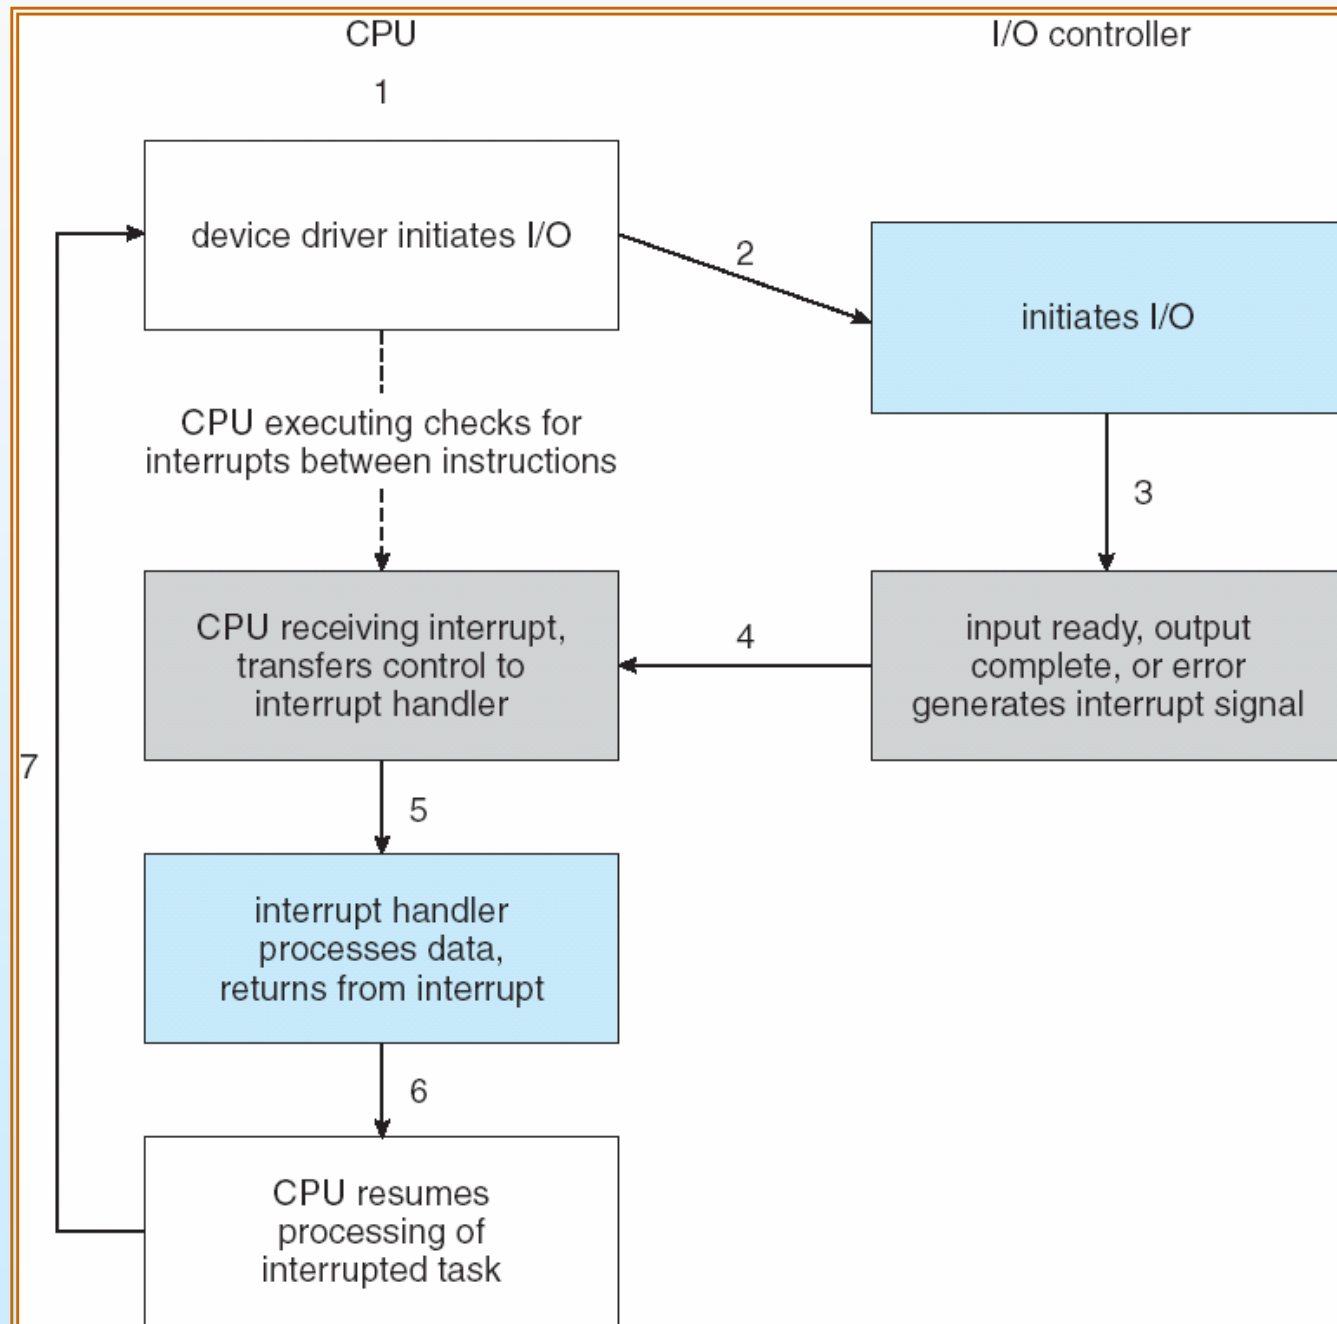 CPU
I/O controller
1
device driver initiates I/O
2
initiates I/O
CPU executing checks for
interrupts between instructions
3
CPU receiving interrupt,
transfers control to
interrupt handler
4
input ready, output
complete, or error
generates interrupt signal
7
5
interrupt handler
processes data,
returns from interrupt
6
CPU resumes
processing of
interrupted task